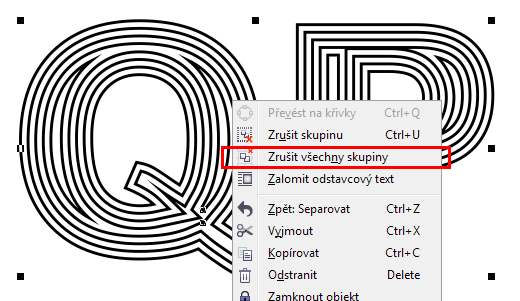 QP
Převést na křivky Ctrl+Q
Zrušit skupinu Ctrl+U
Zrušit všechny skupiny
Zalomit odstavcový text
Zpět: Separovat Ctrl+Z
Vyjmout Ctrl+X
Kopírovat Ctrl+C
Odstranit Delete
Zamknout objekt